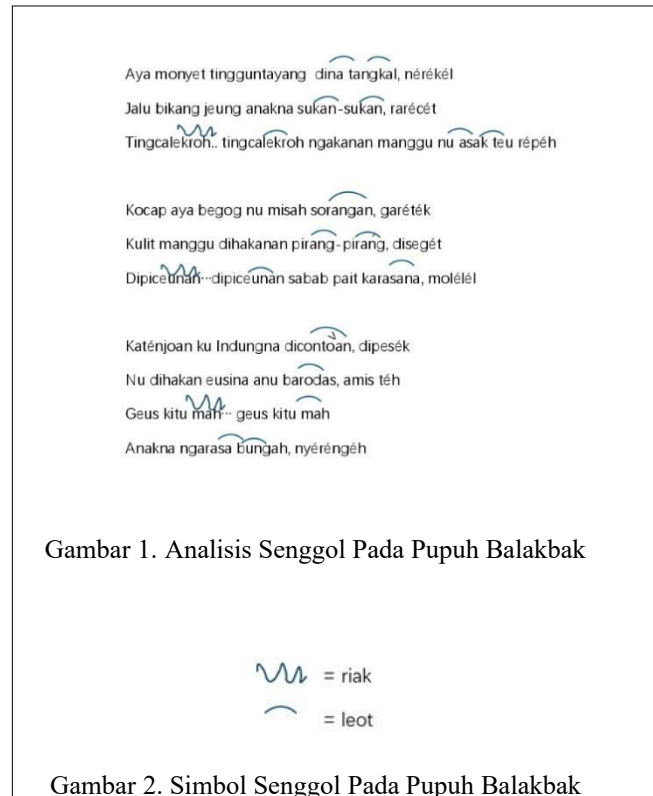 Aya monyet tingguntayang dina tangkal, nérékél
Jalu bikang jeung anakna sukan-sukan, rarécét
Tingcalekroh.. tingcalekroh ngakanan manggu nu asak teu répéh
Kocap aya begog nu misah sorangan, garéték
Kulit manggu dihakanan pirang-pirang, disegét
Dipiceunan...dipiceunan sabab pait karasana, molélél
Katénjoan ku Indungna dicontoan, dipesék
Nu dihakan eusina anu barodas, amis téh
Geus kitu mah... geus kitu mah
Anakna ngarasa bungah, nyéréngéh
Gambar 1. Analisis Senggol Pada Pupuh Balakbak
= riak
= leot
Gambar 2. Simbol Senggol Pada Pupuh Balakbak